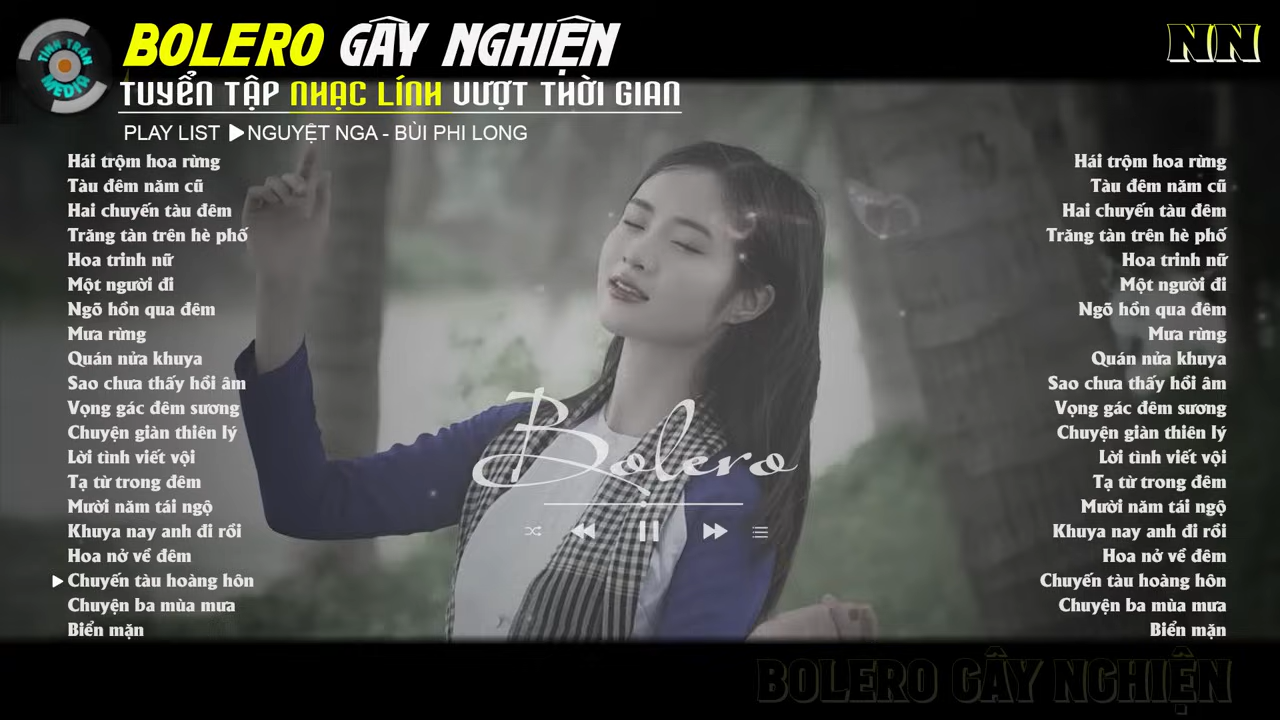 BOLERO GÂY NGHIỆN
NN
TÌNH TRẦN MEDIA
TUYỂN TẬP NHẠC LÍNH VƯỢT THỜI GIAN
PLAY LIST NGUYỆT NGA - BÙI PHI LONG
Hái trộm hoa rừng
Tàu đêm năm cũ
Hai chuyến tàu đêm
Trăng tàn trên hè phố
Hoa trinh nữ
Một người đi
Ngõ hồn qua đêm
Mưa rừng
Quán nửa khuya
Sao chưa thấy hồi âm
Vọng gác đêm sương
Chuyện giàn thiên lý
Lời tình viết vội
Tạ từ trong đêm
Mười năm tái ngộ
Khuya nay anh đi rồi
Hoa nở về đêm
Chuyến tàu hoàng hôn
Chuyện ba mùa mưa
Biển mặn
Bolero
Hái trộm hoa rừng
Tàu đêm năm cũ
Hai chuyến tàu đêm
Trăng tàn trên hè phố
Hoa trinh nữ
Một người đi
Ngõ hồn qua đêm
Mưa rừng
Quán nửa khuya
Sao chưa thấy hồi âm
Vọng gác đêm sương
Chuyện giàn thiên lý
Lời tình viết vội
Tạ từ trong đêm
Mười năm tái ngộ
Khuya nay anh đi rồi
Hoa nở về đêm
Chuyến tàu hoàng hôn
Chuyện ba mùa mưa
Biển mặn
BOLERO GÂY NGHIỆN